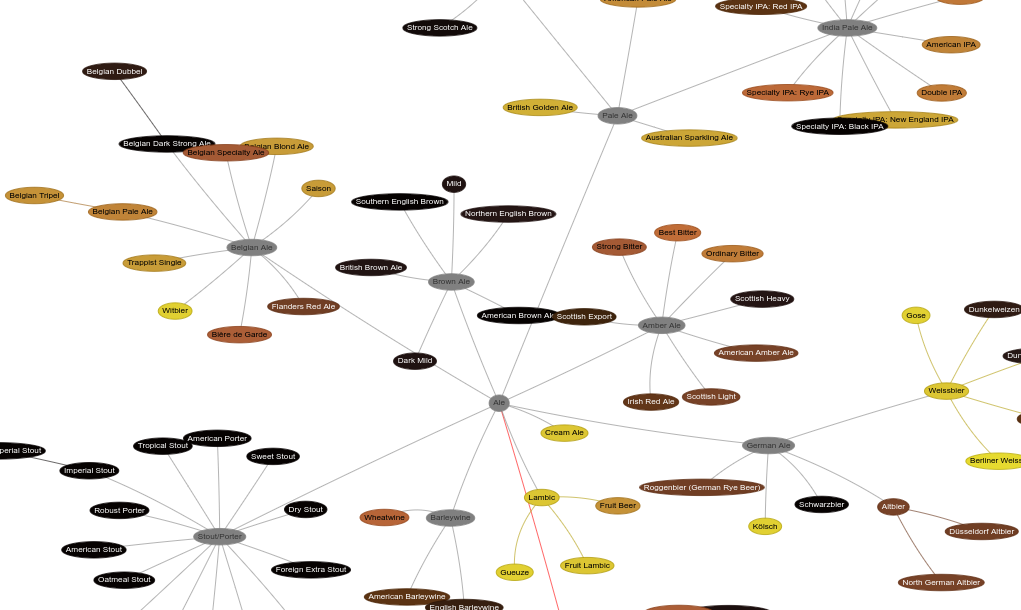 Specialty IPA: Red IPA
Strong Scotch Ale
India Pale Ale
American IPA
Belgian Dubbel
Specialty IPA: Rye IPA
Double IPA
British Golden Ale
Pale Ale
IPA: New England IPA
Specialty IPA: Black IPA
Australian Sparkling Ale
Belgian Dark Strong Ale
Blond Ale
Belgian Specialty Ale
Mild
Saison
Belgian Tripel
Southern English Brown
Belgian Pale Ale
Northern English Brown
Best Bitter
Strong Bitter
Belgian Ale
Ordinary Bitter
Trappist Single
British Brown Ale
Brown Ale
Scottish Heavy
Flanders Red Ale
Witbier
Dunkelweizen
American Brown Ale
Scottish Export
Gose
Amber Ale
Bière de Garde
American Amber Ale
Dark Mild
Weissbier
Scottish Light
Irish Red Ale
Ale
Cream Ale
American Porter
Tropical Stout
German Ale
perial Stout
Sweet Stout
Berliner Weiss
Imperial Stout
Roggenbier (German Rye Beer)
Lambic
Schwarzbier
Fruit Beer
Altbier
Robust Porter
Dry Stout
Wheatwine
Barleywine
Kölsch
Düsseldorf Altbier
Stout/Porter
American Stout
Fruit Lambic
Foreign Extra Stout
Gueuze
Oatmeal Stout
North German Altbier
American Barleywine
English Barleywine